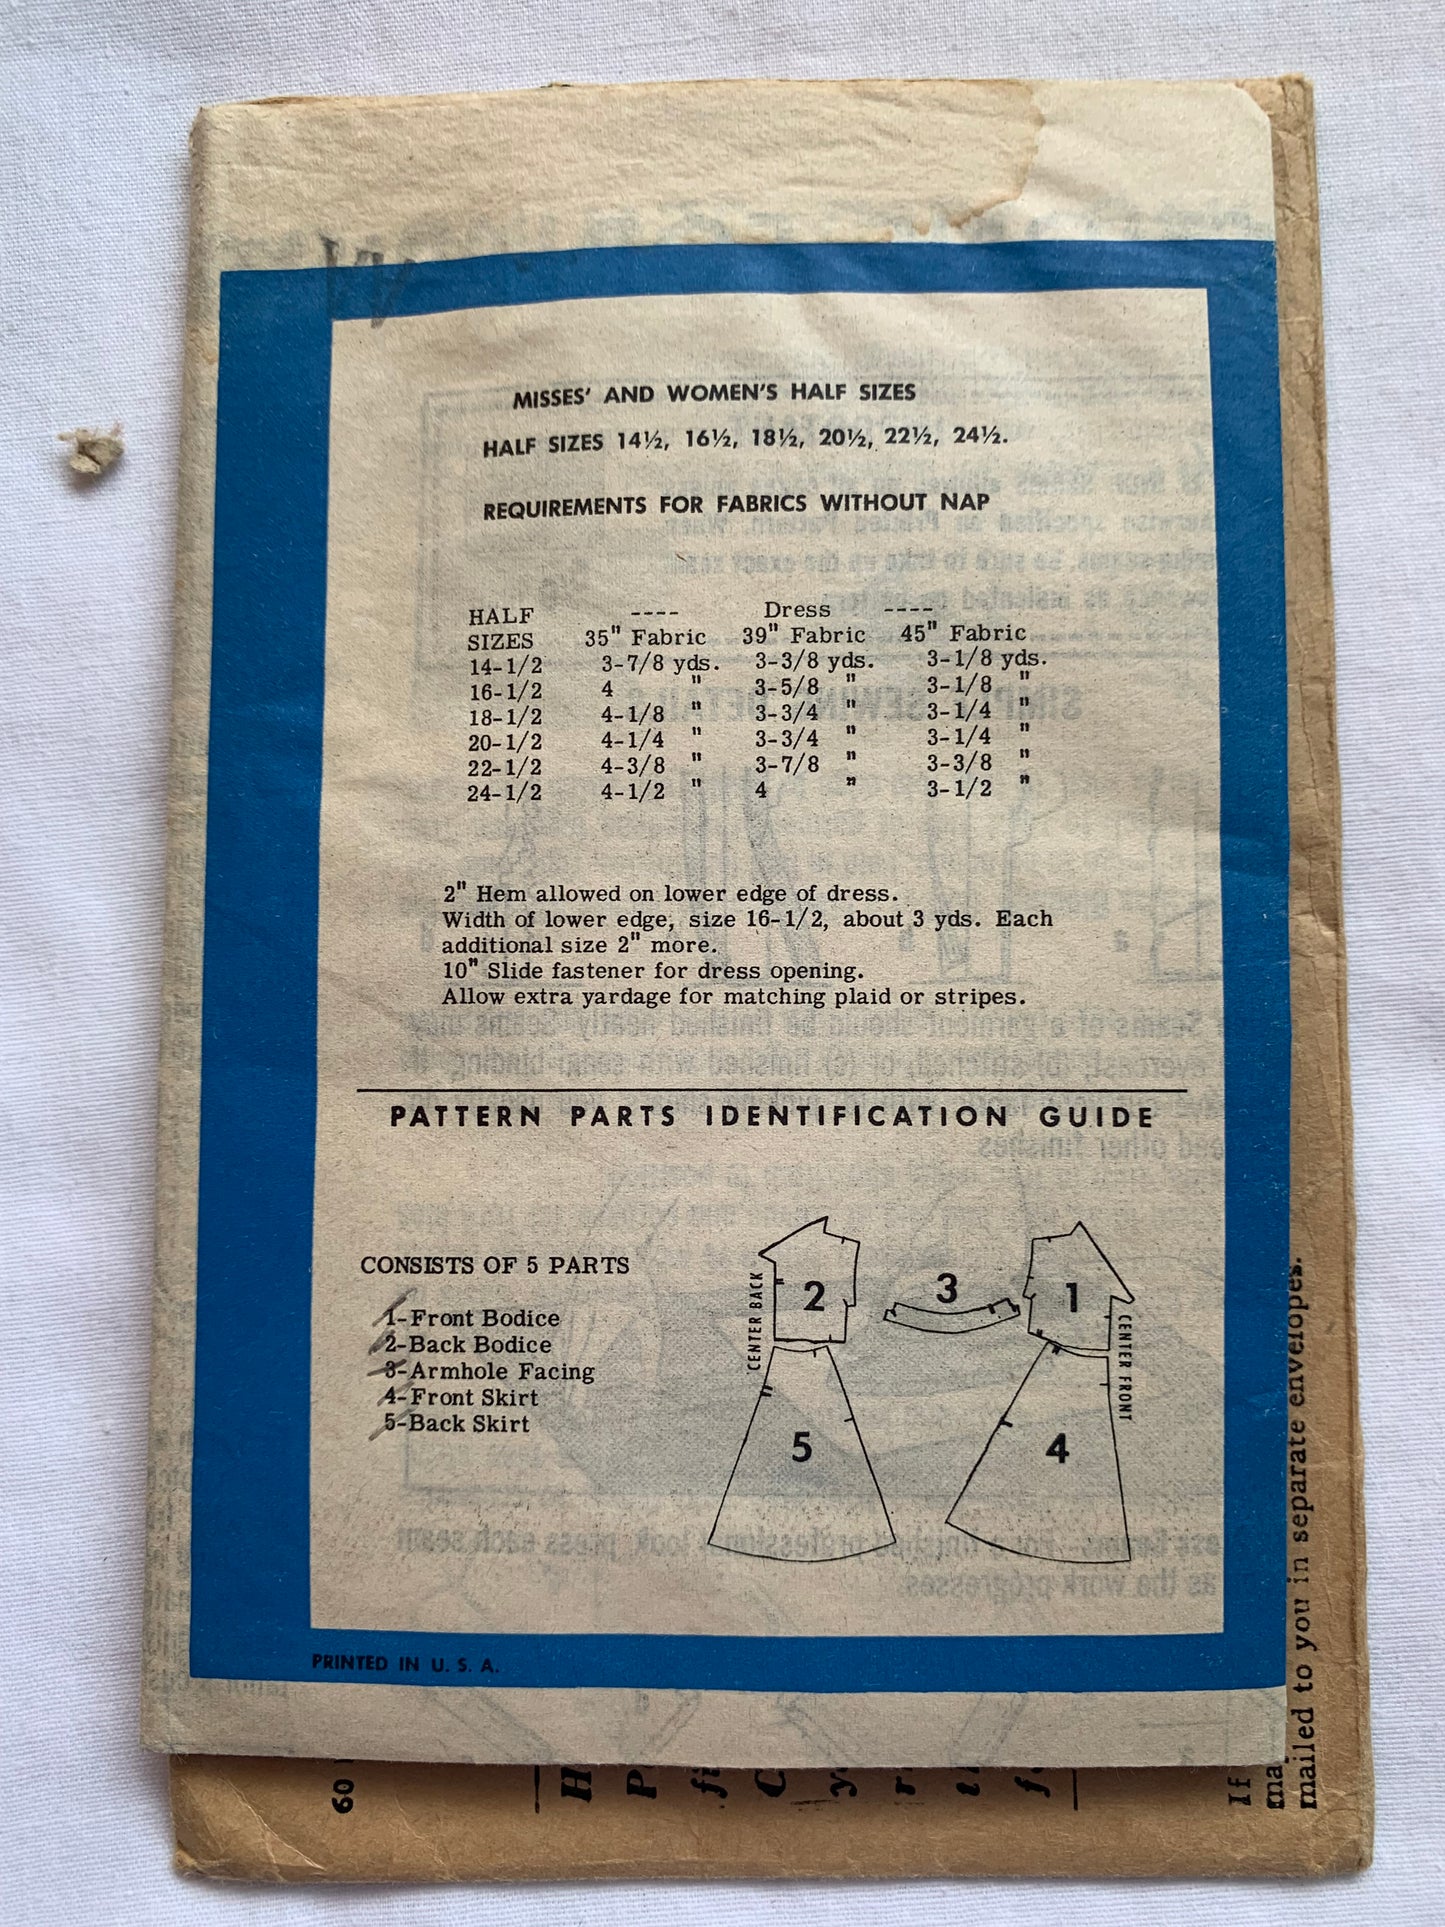 MISSES' AND WOMEN'S HALF SIZES
HALF SIZES 14½, 16½, 18½, 20½, 22½, 24½.
REQUIREMENTS FOR FABRICS WITHOUT NAP
HALF ---- Dress ----
SIZES 35" Fabric 39" Fabric 45" Fabric
14-1/2 3-7/8 yds. 3-3/8 yds. 3-1/8 yds.
16-1/2 4 " 3-5/8 " 3-1/8 "
18-1/2 4-1/8 " 3-3/4 " 3-1/4 "
20-1/2 4-1/4 " 3-3/4 " 3-1/4 "
22-1/2 4-3/8 " 3-7/8 " 3-3/8 "
24-1/2 4-1/2 " 4 " 3-1/2 "
2" Hem allowed on lower edge of dress.
Width of lower edge, size 16-1/2, about 3 yds. Each
additional size 2" more.
10" Slide fastener for dress opening.
Allow extra yardage for matching plaid or stripes.
PATTERN PARTS IDENTIFICATION GUIDE
CONSISTS OF 5 PARTS
1-Front Bodice
2-Back Bodice
3-Armhole Facing
4-Front Skirt
5-Back Skirt
2
3
1
CENTER BACK
CENTER FRONT
5
4
PRINTED IN U. S. A.
60
If
mailed to you in separate envelopes.